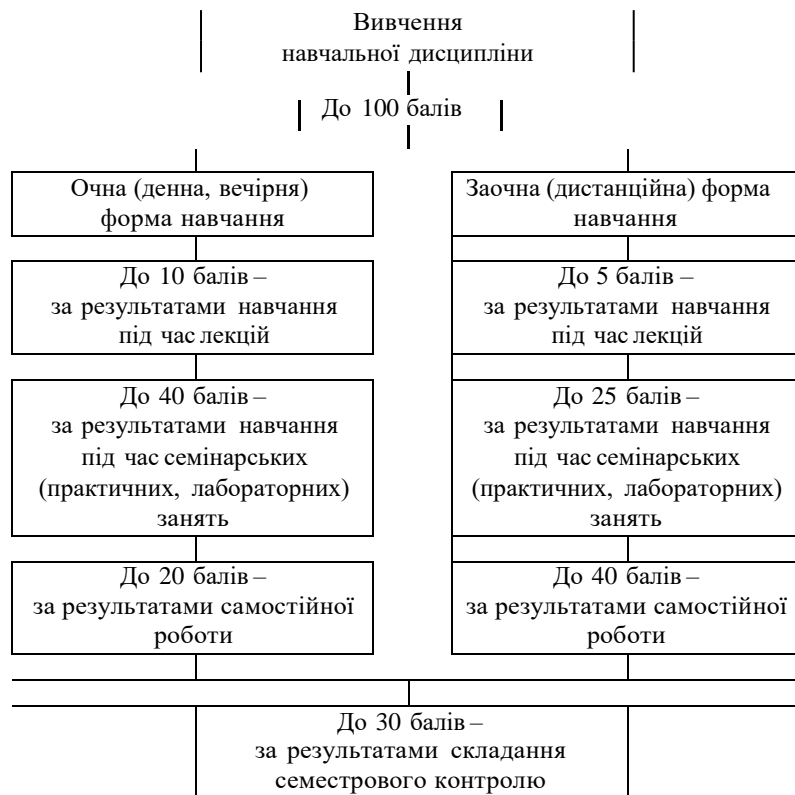 Вивчення
навчальної дисципліни
До 100 балів
Очна (денна, вечірня)
форма навчання
Заочна (дистанційна) форма
навчання
До 10 балів –
за результатами навчання
під час лекцій
До 5 балів –
за результатами навчання
під час лекцій
До 40 балів –
за результатами навчання
під час семінарських
(практичних, лабораторних)
занять
До 25 балів –
за результатами навчання
під час семінарських
(практичних, лабораторних)
занять
До 20 балів –
за результатами самостійної
роботи
До 40 балів –
за результатами самостійної
роботи
До 30 балів –
за результатами складання
семестрового контролю